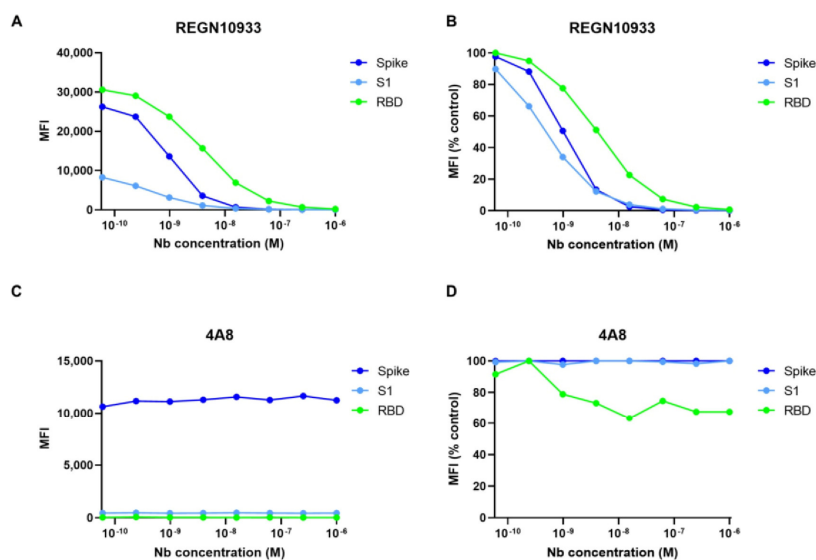 A
REGN10933
MFI
40,000
30,000
20,000
10,000
0
10-10
10-9
10-8
10-7
10-6
Nb concentration (M)
Spike
S1
RBD
B
REGN10933
MFI (% control)
100
80
60
40
20
0
10-10
10-9
10-8
10-7
10-6
Nb concentration (M)
Spike
S1
RBD
C
4A8
MFI
15,000
10,000
5,000
0
10-10
10-9
10-8
10-7
10-6
Nb concentration (M)
Spike
S1
RBD
D
4A8
MFI (% control)
100
80
60
40
20
0
10-10
10-9
10-8
10-7
10-6
Nb concentration (M)
Spike
S1
RBD